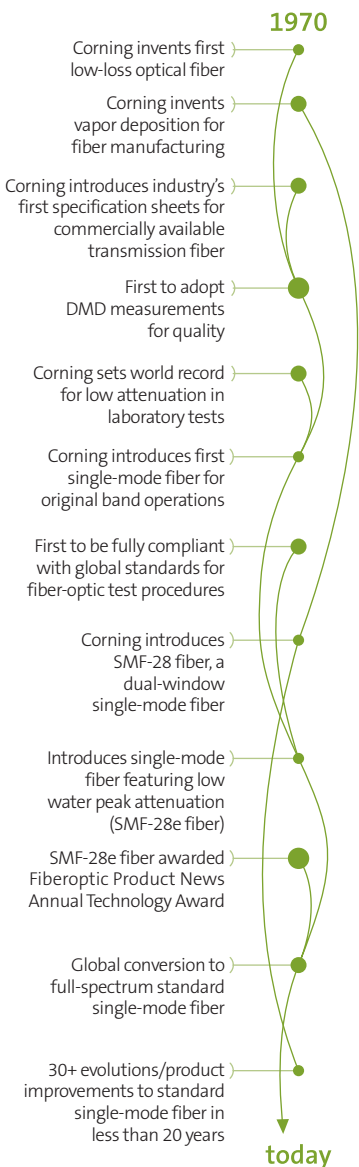 1970
Corning invents first
low-loss optical fiber
Corning invents
vapor deposition for
fiber manufacturing
Corning introduces industry’s
first specification sheets for
commercially available
transmission fiber
First to adopt
DMD measurements
for quality
Corning sets world record
for low attenuation in
laboratory tests
Corning introduces first
single-mode fiber for
original band operations
First to be fully compliant
with global standards for
fiber-optic test procedures
Corning introduces
SMF-28 fiber, a
dual-window
single-mode fiber
Introduces single-mode
fiber featuring low
water peak attenuation
(SMF-28e fiber)
SMF-28e fiber awarded
Fiberoptic Product News
Annual Technology Award
Global conversion to
full-spectrum standard
single-mode fiber
30+ evolutions/product
improvements to standard
single-mode fiber in
less than 20 years
today